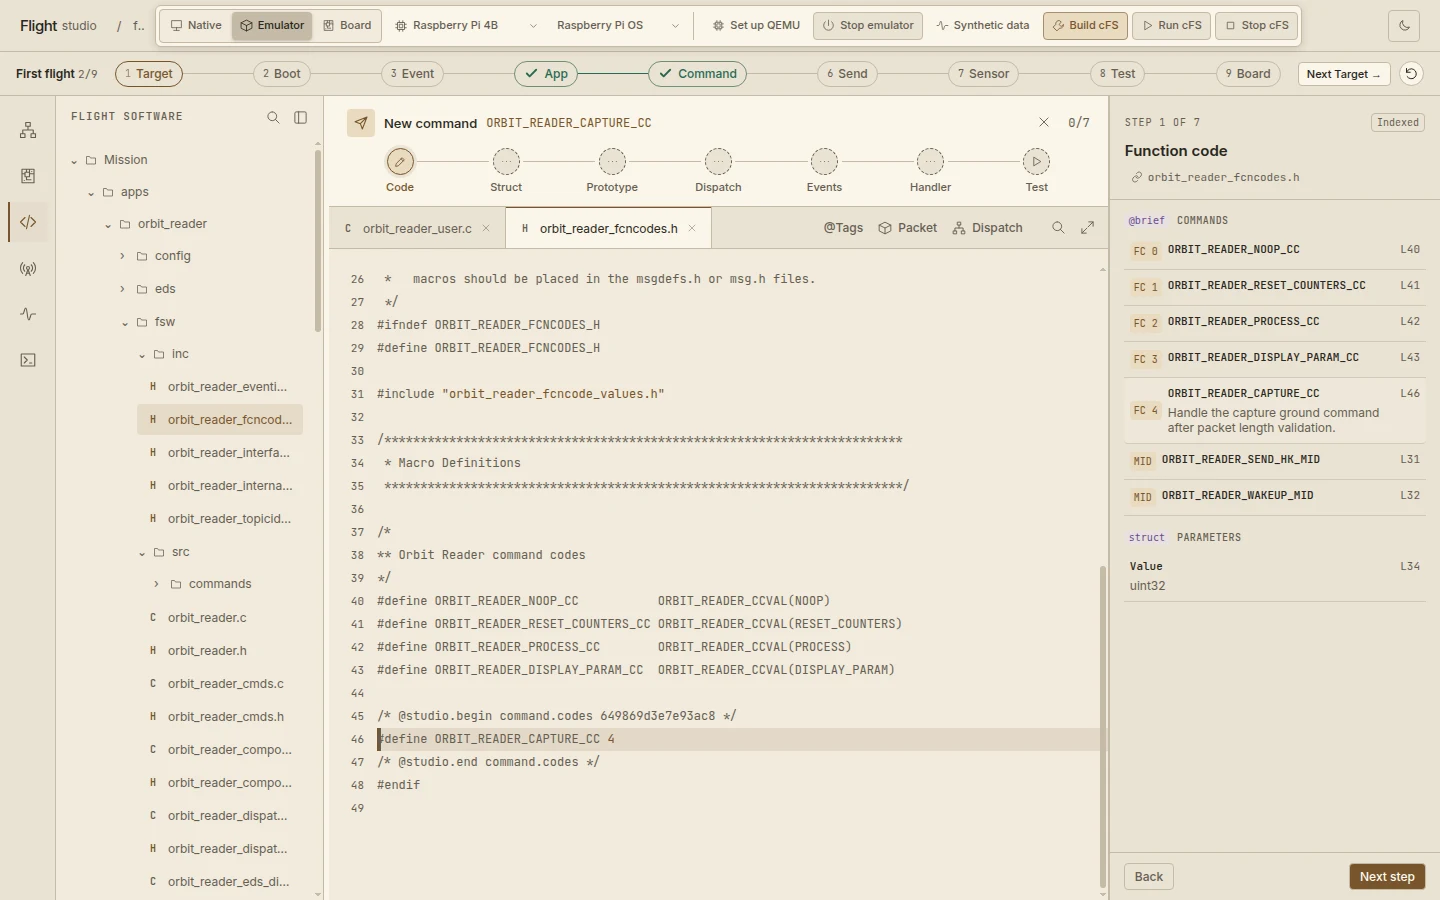 Flight studio / f..
Native Emulator Board Raspberry Pi 4B Raspberry Pi OS Set up QEMU Stop emulator Synthetic data Build cFS Run cFS Stop cFS
First flight 2/9 1 Target 2 Boot 3 Event App Command 6 Send 7 Sensor 8 Test 9 Board Next Target →
FLIGHT SOFTWARE
Mission
apps
orbit_reader
config
eds
fsw
inc
orbit_reader_eventi...
orbit_reader_fcncod...
orbit_reader_interfa...
orbit_reader_interna...
orbit_reader_topicid...
src
commands
C orbit_reader.c
H orbit_reader.h
C orbit_reader_cmds.c
H orbit_reader_cmds.h
C orbit_reader_compo...
H orbit_reader_compo...
C orbit_reader_dispat...
H orbit_reader_dispat...
C orbit_reader_eds_di...
New command ORBIT_READER_CAPTURE_CC 0/7
Code Struct Prototype Dispatch Events Handler Test
C orbit_reader_user.c H orbit_reader_fcncodes.h @Tags Packet Dispatch
26 *   macros should be placed in the msgdefs.h or msg.h files.
27 */
28 #ifndef ORBIT_READER_FCNCODES_H
29 #define ORBIT_READER_FCNCODES_H
30
31 #include "orbit_reader_fcncode_values.h"
32
33 /************************************************************************
34 * Macro Definitions
35 ************************************************************************/
36
37 /*
38 ** Orbit Reader command codes
39 */
40 #define ORBIT_READER_NOOP_CC           ORBIT_READER_CCVAL(NOOP)
41 #define ORBIT_READER_RESET_COUNTERS_CC ORBIT_READER_CCVAL(RESET_COUNTERS)
42 #define ORBIT_READER_PROCESS_CC        ORBIT_READER_CCVAL(PROCESS)
43 #define ORBIT_READER_DISPLAY_PARAM_CC  ORBIT_READER_CCVAL(DISPLAY_PARAM)
44
45 /* @studio.begin command.codes 649869d3e7e93ac8 */
46 #define ORBIT_READER_CAPTURE_CC 4
47 /* @studio.end command.codes */
48 #endif
49
STEP 1 OF 7 Indexed
Function code
orbit_reader_fcncodes.h
@brief COMMANDS
FC 0 ORBIT_READER_NOOP_CC L40
FC 1 ORBIT_READER_RESET_COUNTERS_CC L41
FC 2 ORBIT_READER_PROCESS_CC L42
FC 3 ORBIT_READER_DISPLAY_PARAM_CC L43
FC 4 ORBIT_READER_CAPTURE_CC L46
Handle the capture ground command
after packet length validation.
MID ORBIT_READER_SEND_HK_MID L31
MID ORBIT_READER_WAKEUP_MID L32
struct PARAMETERS
Value L34
uint32
Back Next step